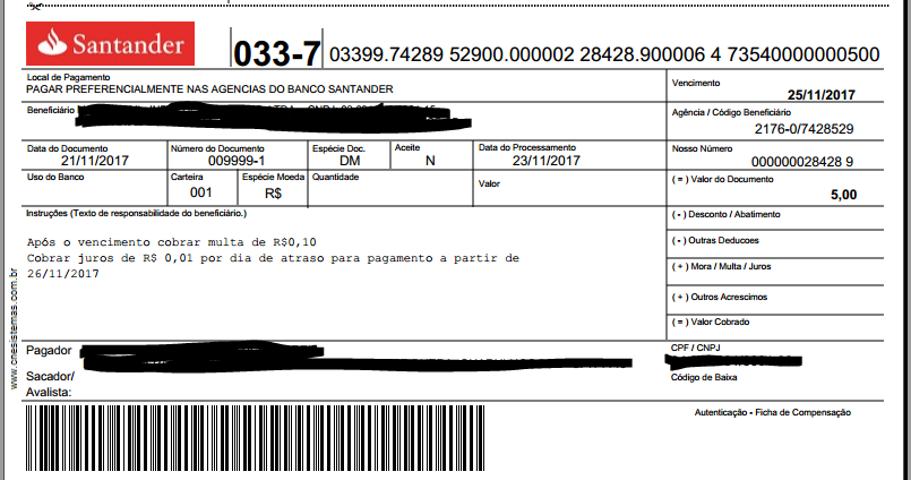 Santander
033-7
03399.74289 52900.000002 28428.900006 4 73540000000500
Local de Pagamento
PAGAR PREFERENCIALMENTE NAS AGENCIAS DO BANCO SANTANDER
Vencimento
25/11/2017
Beneficiário
Agência / Código Beneficiário
2176-0/7428529
Data do Documento
21/11/2017
Número do Documento
009999-1
Espécie Doc.
DM
Aceite
N
Data do Processamento
23/11/2017
Nosso Número
000000028428 9
Uso do Banco
Carteira
001
Espécie Moeda
R$
Quantidade
Valor
( = ) Valor do Documento
5,00
Instruções (Texto de responsabilidade do beneficiário.)
Após o vencimento cobrar multa de R$0,10
Cobrar juros de R$ 0,01 por dia de atraso para pagamento a partir de
26/11/2017
( - ) Desconto / Abatimento
( - ) Outras Deducoes
( + ) Mora / Multa / Juros
( + ) Outros Acrescimos
( = ) Valor Cobrado
www.cnesistemas.com.br
Pagador
CPF / CNPJ
Sacador/
Avalista:
Código de Baixa
Autenticação - Ficha de Compensação